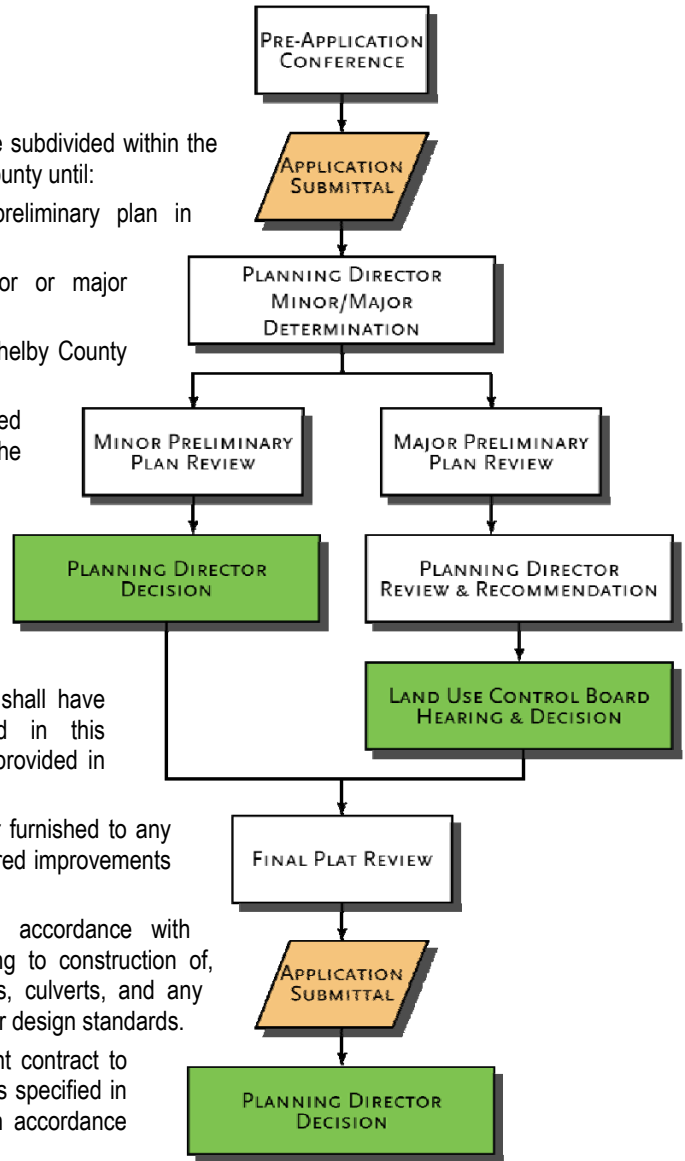 PRE-APPLICATION
CONFERENCE
e subdivided within the
ounty until:
APPLICATION
SUBMITTAL
preliminary plan in
or or major
PLANNING DIRECTOR
MINOR/MAJOR
DETERMINATION
helby County
ed
he
MINOR PRELIMINARY
PLAN REVIEW
MAJOR PRELIMINARY
PLAN REVIEW
PLANNING DIRECTOR
DECISION
PLANNING DIRECTOR
REVIEW & RECOMMENDATION
LAND USE CONTROL BOARD
HEARING & DECISION
shall have
d in this
provided in
r furnished to any
red improvements
FINAL PLAT REVIEW
accordance with
ng to construction of,
s, culverts, and any
r design standards.
APPLICATION
SUBMITTAL
nt contract to
s specified in
n accordance
PLANNING DIRECTOR
DECISION